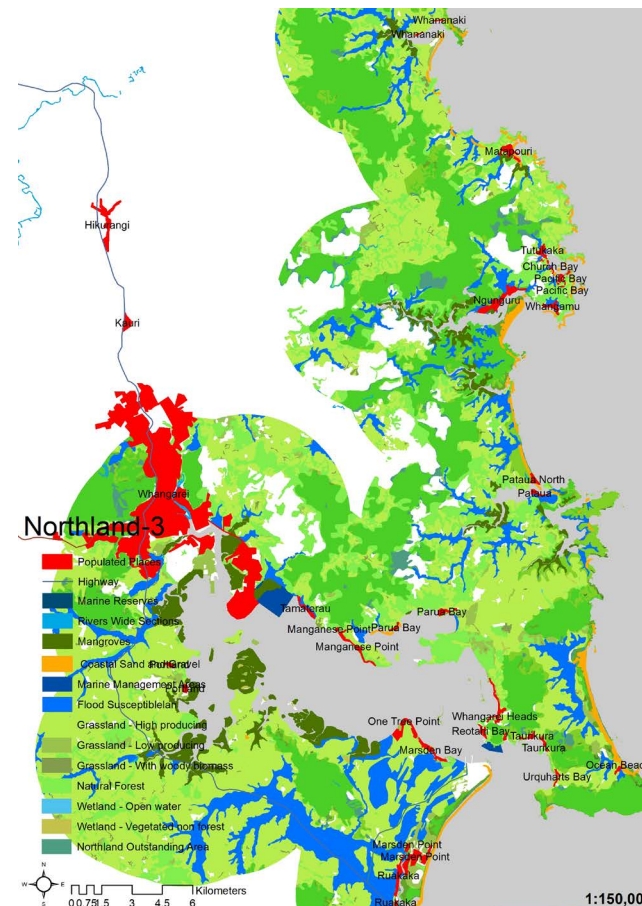 Whananaki
Whananaki
Matapouri
Hikurangi
Tutukaka
Church Bay
Pacific Bay
Pacific Bay
Ngunguru
Whangamu
Kauri
Pataua North
Pataua
Whangarei
Northland-3
Populated Places
Highway
Marine Reserves
Rivers Wide Sections
Mangroves
Coastal Sand and Gravel
Marine Management Areas
Flood Susceptiblelan
Grassland - High producing
Grassland - Low producing
Grassland - With woody biomass
Natural Forest
Wetland - Open water
Wetland - Vegetated non forest
Northland Outstanding Area
Tamaterau
Parua Bay
Manganese Point
Parua Bay
Manganese Point
Portland
Portland
One Tree Point
Whangarei Heads
Reotahi Bay
Taurikura
Taurikura
Marsden Bay
Urquharts Bay
Ocean Beach
Marsden Point
Marsden Point
Ruakaka
Ruakaka
N
W
E
S
Kilometers
0 0.75 1.5 3 4.5 6
1:150,00